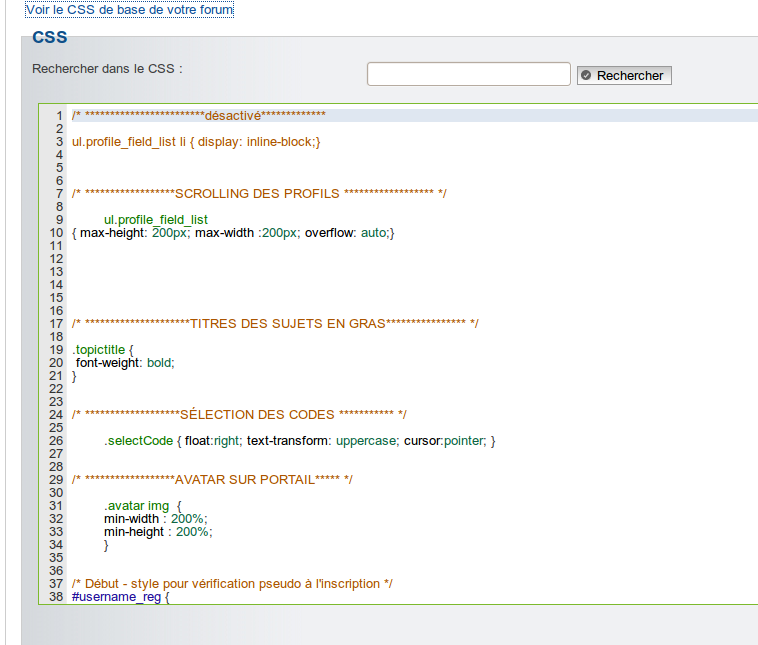 Voir le CSS de base de votre forum
CSS
Rechercher dans le CSS :
Rechercher
1 /* ************************désactivé*************
2
3 ul.profile_field_list li { display: inline-block;}
4
5
6
7 /* ******************SCROLLING DES PROFILS ****************** */
8
9 ul.profile_field_list
10 { max-height: 200px; max-width :200px; overflow: auto;}
11
12
13
14
15
16
17 /* *********************TITRES DES SUJETS EN GRAS**************** */
18
19 .topictitle {
20 font-weight: bold;
21 }
22
23
24 /* *******************SÉLECTION DES CODES *********** */
25
26 .selectCode { float:right; text-transform: uppercase; cursor:pointer; }
27
28
29 /* ******************AVATAR SUR PORTAIL***** */
30
31 .avatar img {
32 min-width : 200%;
33 min-height : 200%;
34 }
35
36
37 /* Début - style pour vérification pseudo à l'inscription */
38 #username_reg {